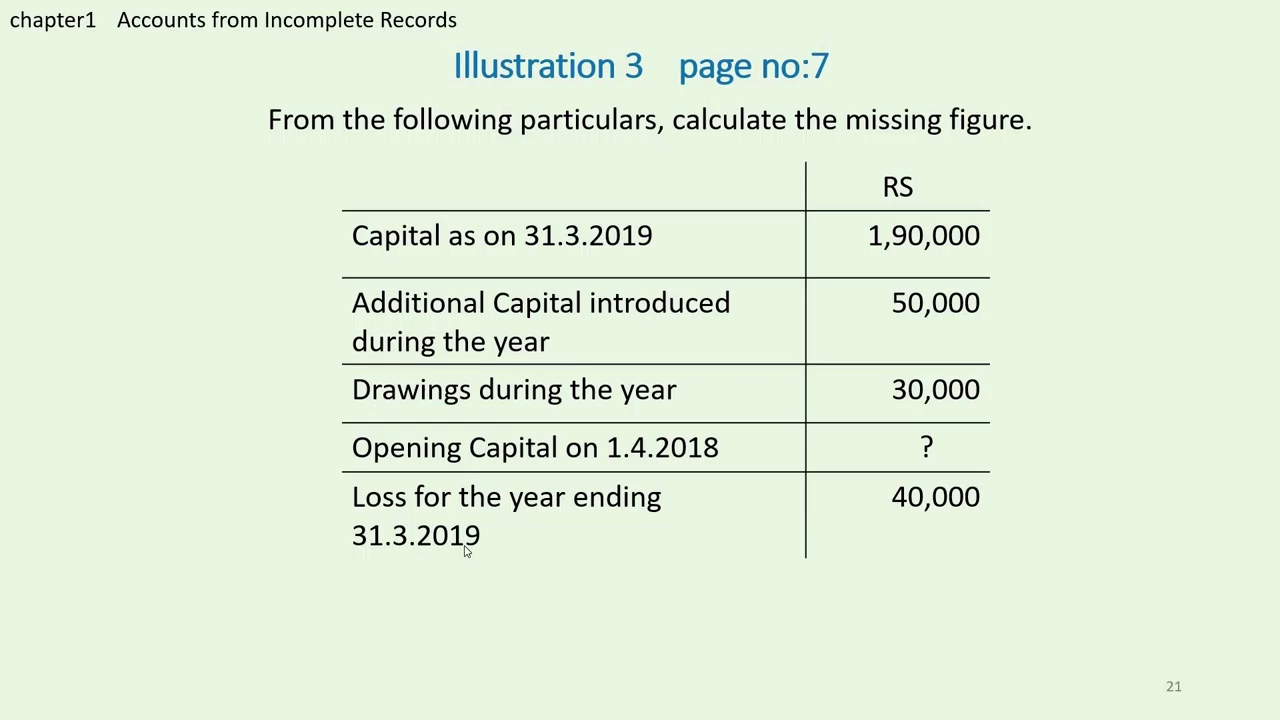 chapter1 Accounts from Incomplete Records
Illustration 3 page no:7
From the following particulars, calculate the missing figure.
RS
Capital as on 31.3.2019 1,90,000
Additional Capital introduced 50,000
during the year
Drawings during the year 30,000
Opening Capital on 1.4.2018 ?
Loss for the year ending 40,000
31.3.2019
21